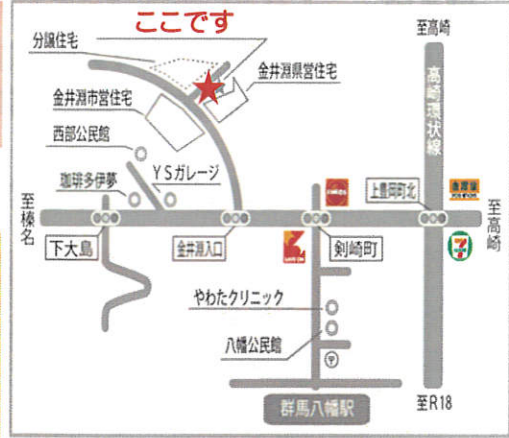 ここです
至高崎
分譲住宅
金井淵県営住宅
高崎環状線
金井淵市営住宅
西部公民館
YSガレージ
珈琲多伊夢
上豊岡町北
至榛名
至高崎
下大島
金井淵入口
剣崎町
7
やわたクリニック
八幡公民館
〒
群馬八幡駅
至R18